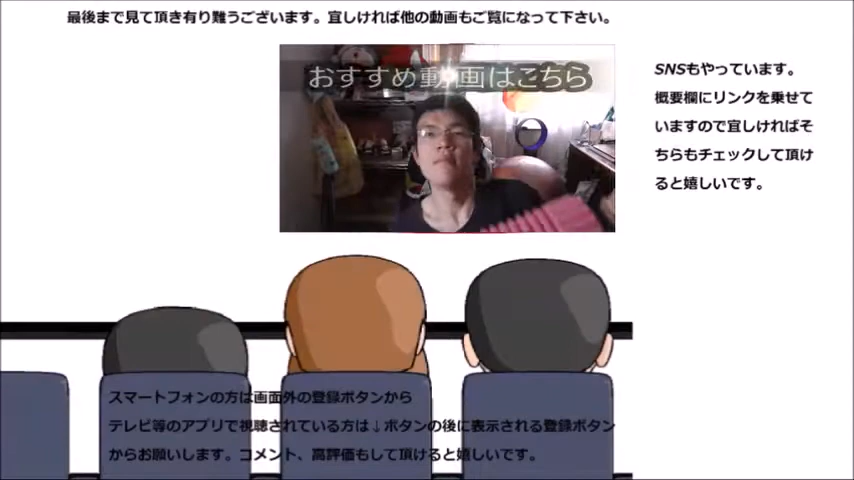 最後まで見て頂き有り難うございます。宜しければ他の動画もご覧になって下さい。
おすすめ動画はこちら
SNSもやっています。
概要欄にリンクを乗せて
いますので宜しければそ
ちらもチェックして頂け
ると嬉しいです。
スマートフォンの方は画面外の登録ボタンから
テレビ等のアプリで視聴されている方は↓ボタンの後に表示される登録ボタン
からお願いします。コメント、高評価もして頂けると嬉しいです。